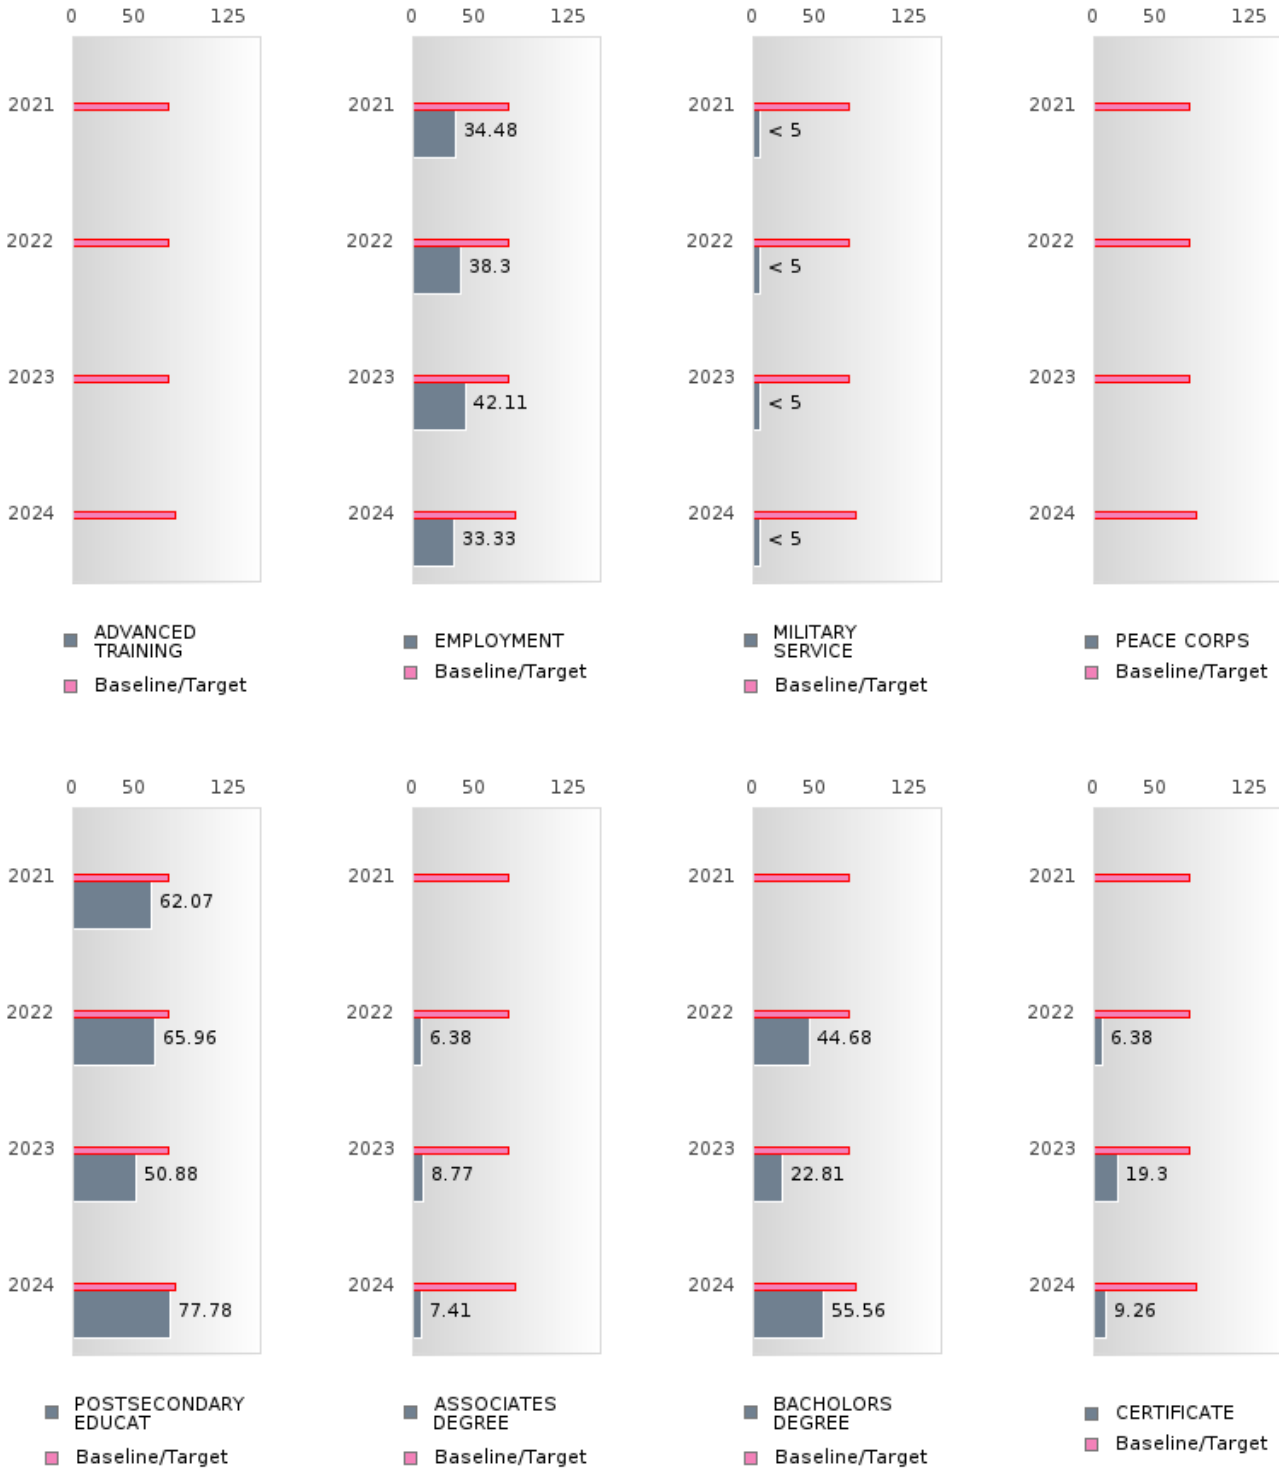 0 50 125
2021
2022
2023
2024
ADVANCED
TRAINING
Baseline/Target
0 50 125
2021
34.48
2022
38.3
2023
42.11
2024
33.33
EMPLOYMENT
Baseline/Target
0 50 125
2021
< 5
2022
< 5
2023
< 5
2024
< 5
MILITARY
SERVICE
Baseline/Target
0 50 125
2021
2022
2023
2024
PEACE CORPS
Baseline/Target
0 50 125
2021
62.07
2022
65.96
2023
50.88
2024
77.78
POSTSECONDARY
EDUCAT
Baseline/Target
0 50 125
2021
2022
6.38
2023
8.77
2024
7.41
ASSOCIATES
DEGREE
Baseline/Target
0 50 125
2021
2022
44.68
2023
22.81
2024
55.56
BACHOLORS
DEGREE
Baseline/Target
0 50 125
2021
2022
6.38
2023
19.3
2024
9.26
CERTIFICATE
Baseline/Target